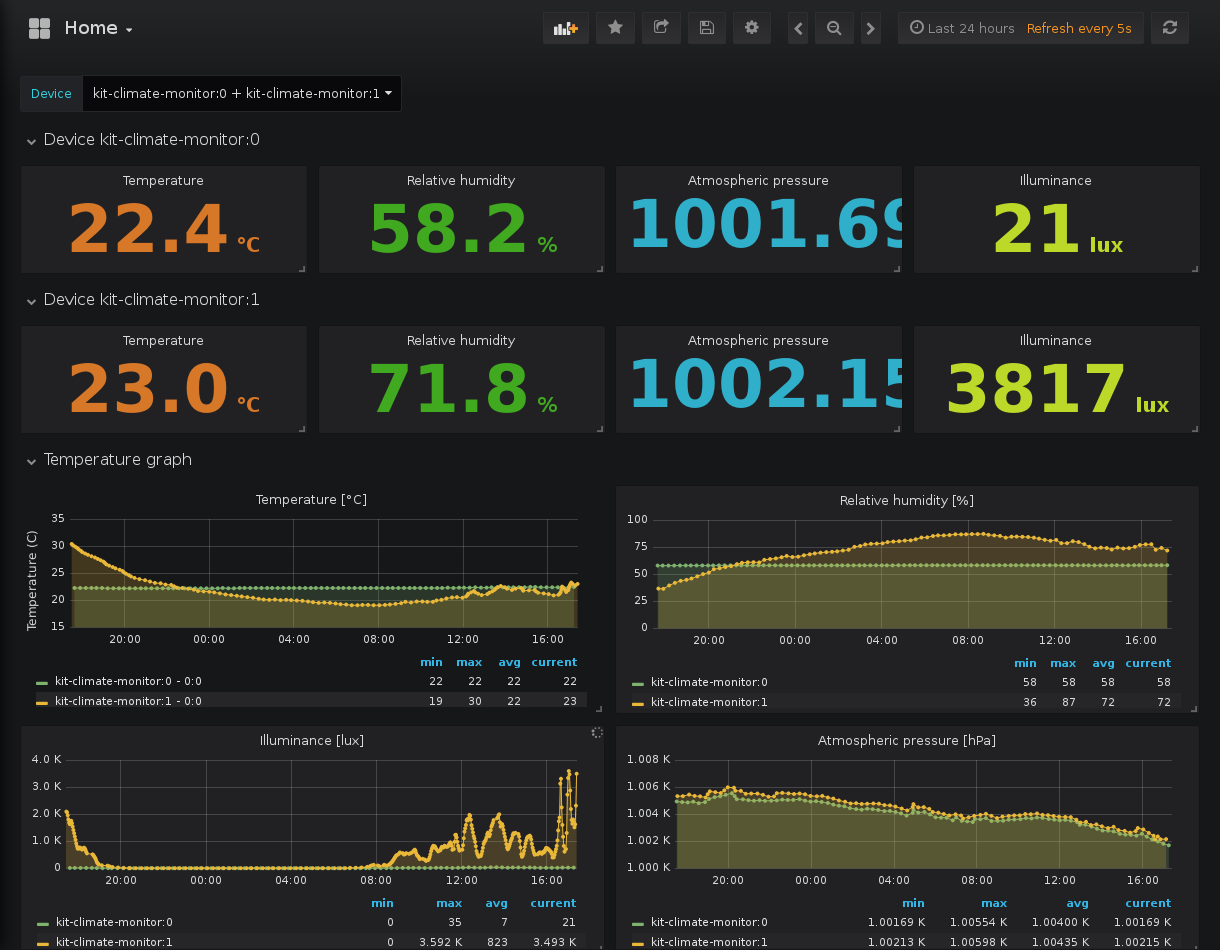 Home
Last 24 hours Refresh every 5s
Device kit-climate-monitor:0 + kit-climate-monitor:1
Device kit-climate-monitor:0
Temperature Relative humidity Atmospheric pressure Illuminance
22.4 °C 58.2 % 1001.69 21 lux
Device kit-climate-monitor:1
Temperature Relative humidity Atmospheric pressure Illuminance
23.0 °C 71.8 % 1002.15 3817 lux
Temperature graph
Temperature [°C]
Temperature (C)
35
30
25
20
15
20:00 00:00 04:00 08:00 12:00 16:00
min max avg current
kit-climate-monitor:0 - 0:0 22 22 22 22
kit-climate-monitor:1 - 0:0 19 30 22 23
Relative humidity [%]
100
75
50
25
0
20:00 00:00 04:00 08:00 12:00 16:00
min max avg current
kit-climate-monitor:0 58 58 58 58
kit-climate-monitor:1 36 87 72 72
Illuminance [lux]
4.0 K
3.0 K
2.0 K
1.0 K
0
20:00 00:00 04:00 08:00 12:00 16:00
min max avg current
kit-climate-monitor:0 0 35 7 21
kit-climate-monitor:1 0 3.592 K 823 3.493 K
Atmospheric pressure [hPa]
1.008 K
1.006 K
1.004 K
1.002 K
1.000 K
20:00 00:00 04:00 08:00 12:00 16:00
min max avg current
kit-climate-monitor:0 1.00169 K 1.00554 K 1.00400 K 1.00169 K
kit-climate-monitor:1 1.00213 K 1.00598 K 1.00435 K 1.00215 K